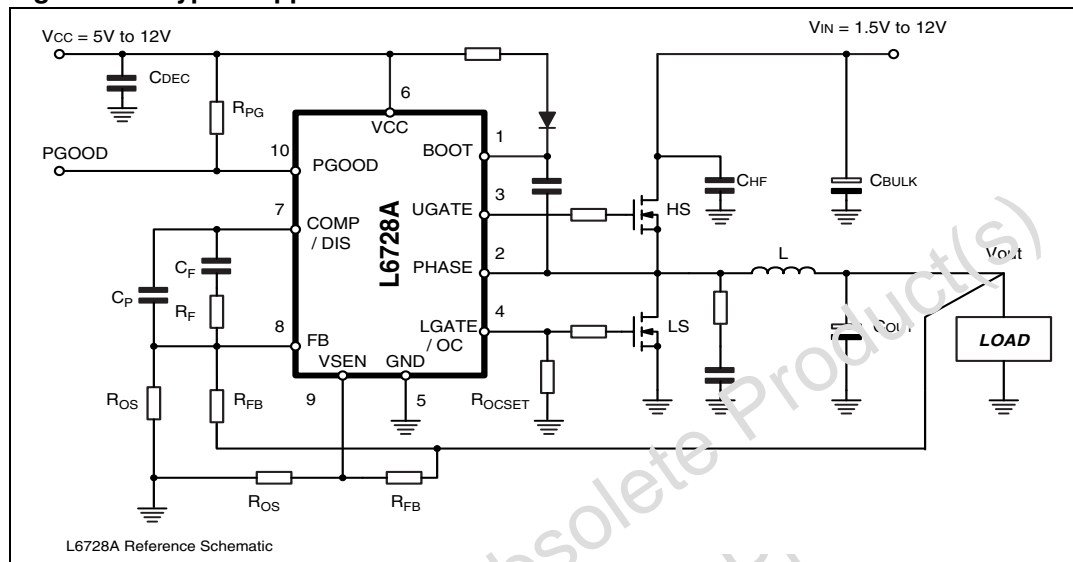 VCC = 5V to 12V
VIN = 1.5V to 12V
CDEC
6
RPG
VCC
1
BOOT
PGOOD
10
PGOOD
CHF
CBULK
3
UGATE
HS
7
COMP
/ DIS
L6728A
2
PHASE
L
Vout
CF
CP
RF
4
LGATE
/ OC
LS
COUT
LOAD
8
FB
VSEN
GND
ROS
RFB
9
5
ROCSET
ROS
RFB
L6728A Reference Schematic
Obsolete Product(s)